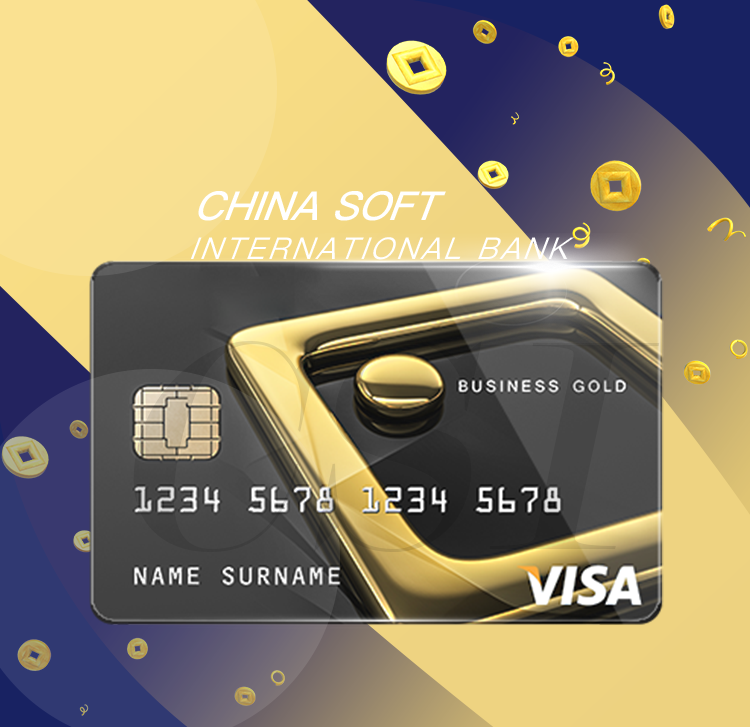 CHINA SOFT
INTERNATIONAL BANK
BUSINESS GOLD
1234 5678 1234 5678
NAME SURNAME
VISA